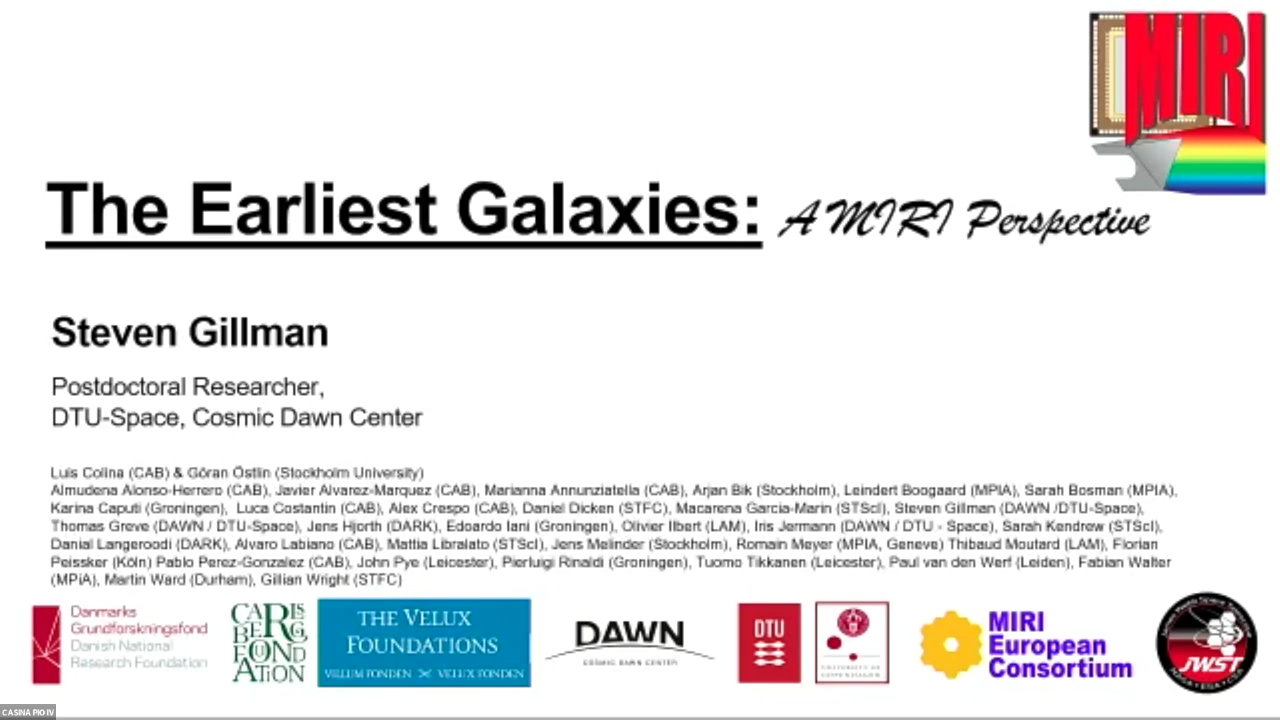 MIRI
The Earliest Galaxies: A MIRI Perspective
Steven Gillman
Postdoctoral Researcher,
DTU-Space, Cosmic Dawn Center
Luis Colina (CAB) & Göran Östlin (Stockholm University)
Almudena Alonso-Herrero (CAB), Javier Alvarez-Marquez (CAB), Marianna Annunziatella (CAB), Arjan Bik (Stockholm), Leindert Boogaard (MPIA), Sarah Bosman (MPIA),
Karina Caputi (Groningen), Luca Costantin (CAB), Alex Crespo (CAB), Daniel Dicken (STFC), Macarena Garcia-Marin (STScI), Steven Gillman (DAWN /DTU-Space),
Thomas Greve (DAWN / DTU-Space), Jens Hjorth (DARK), Edoardo Iani (Groningen), Olivier Ilbert (LAM), Iris Jermann (DAWN / DTU - Space), Sarah Kendrew (STScI),
Danial Langeroodi (DARK), Alvaro Labiano (CAB), Mattia Libralato (STScI), Jens Melinder (Stockholm), Romain Meyer (MPIA, Geneve) Thibaud Moutard (LAM), Florian
Peissker (Köln) Pablo Perez-Gonzalez (CAB), John Pye (Leicester), Pierluigi Rinaldi (Groningen), Tuomo Tikkanen (Leicester), Paul van den Werf (Leiden), Fabian Walter
(MPiA), Martin Ward (Durham), Gillian Wright (STFC)
Danmarks
Grundforskningsfond
Danish National
Research Foundation
CARLSBERG FONDATION
THE VELUX
FOUNDATIONS
VILLUM FONDEN VELUX FONDEN
DAWN
COSMIC DAWN CENTER
DTU
UNIVERSITY OF
COPENHAGEN
MIRI
European
Consortium
JWST
CASINA PIO IV